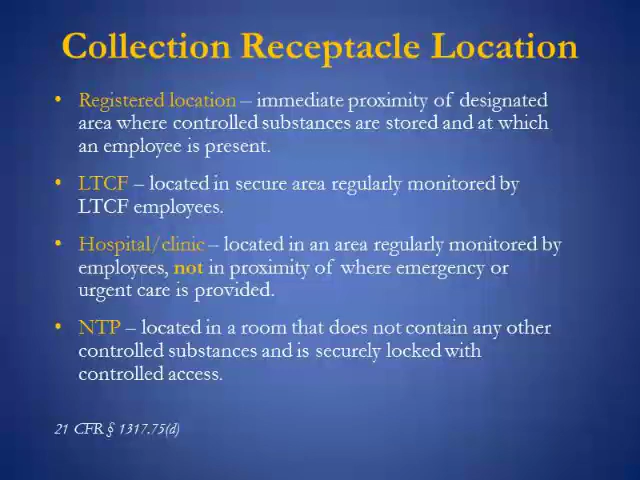 Collection Receptacle Location
• Registered location – immediate proximity of designated
area where controlled substances are stored and at which
an employee is present.
• LTCF – located in secure area regularly monitored by
LTCF employees.
• Hospital/clinic – located in an area regularly monitored by
employees, not in proximity of where emergency or
urgent care is provided.
• NTP – located in a room that does not contain any other
controlled substances and is securely locked with
controlled access.
21 CFR § 1317.75(d)